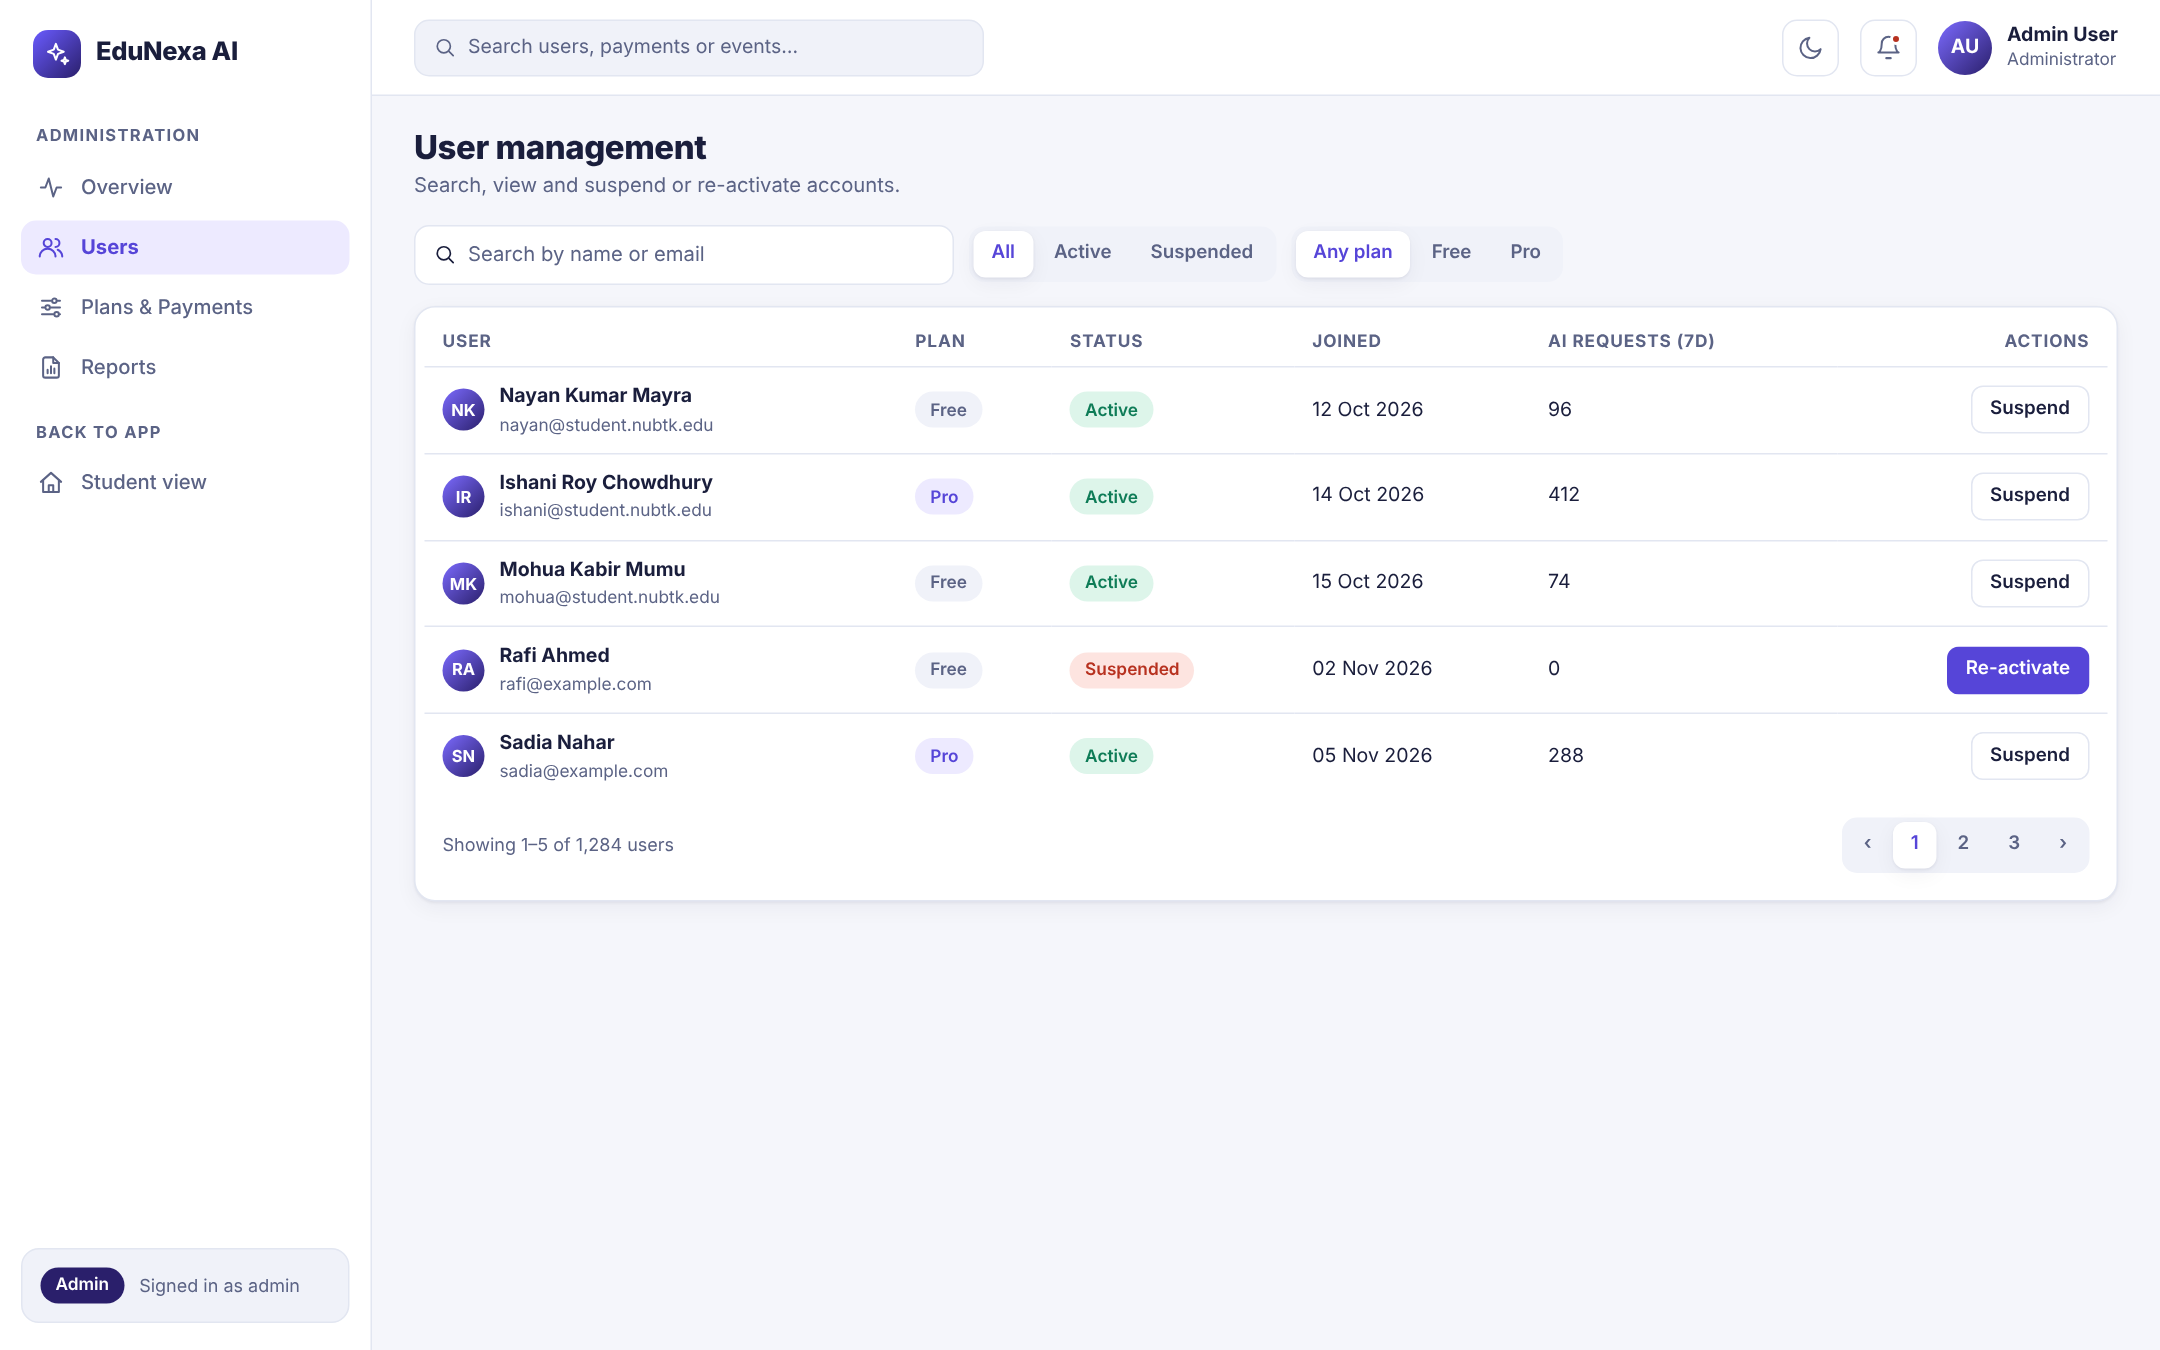 EduNexa AI
ADMINISTRATION
Overview
Users
Plans & Payments
Reports
BACK TO APP
Student view
Admin Signed in as admin
Search users, payments or events...
AU
Admin User
Administrator
User management
Search, view and suspend or re-activate accounts.
Search by name or email
All Active Suspended
Any plan Free Pro
USER PLAN STATUS JOINED AI REQUESTS (7D) ACTIONS
NK Nayan Kumar Mayra Free Active 12 Oct 2026 96 Suspend
nayan@student.nubtk.edu
IR Ishani Roy Chowdhury Pro Active 14 Oct 2026 412 Suspend
ishani@student.nubtk.edu
MK Mohua Kabir Mumu Free Active 15 Oct 2026 74 Suspend
mohua@student.nubtk.edu
RA Rafi Ahmed Free Suspended 02 Nov 2026 0 Re-activate
rafi@example.com
SN Sadia Nahar Pro Active 05 Nov 2026 288 Suspend
sadia@example.com
Showing 1–5 of 1,284 users
‹ 1 2 3 ›